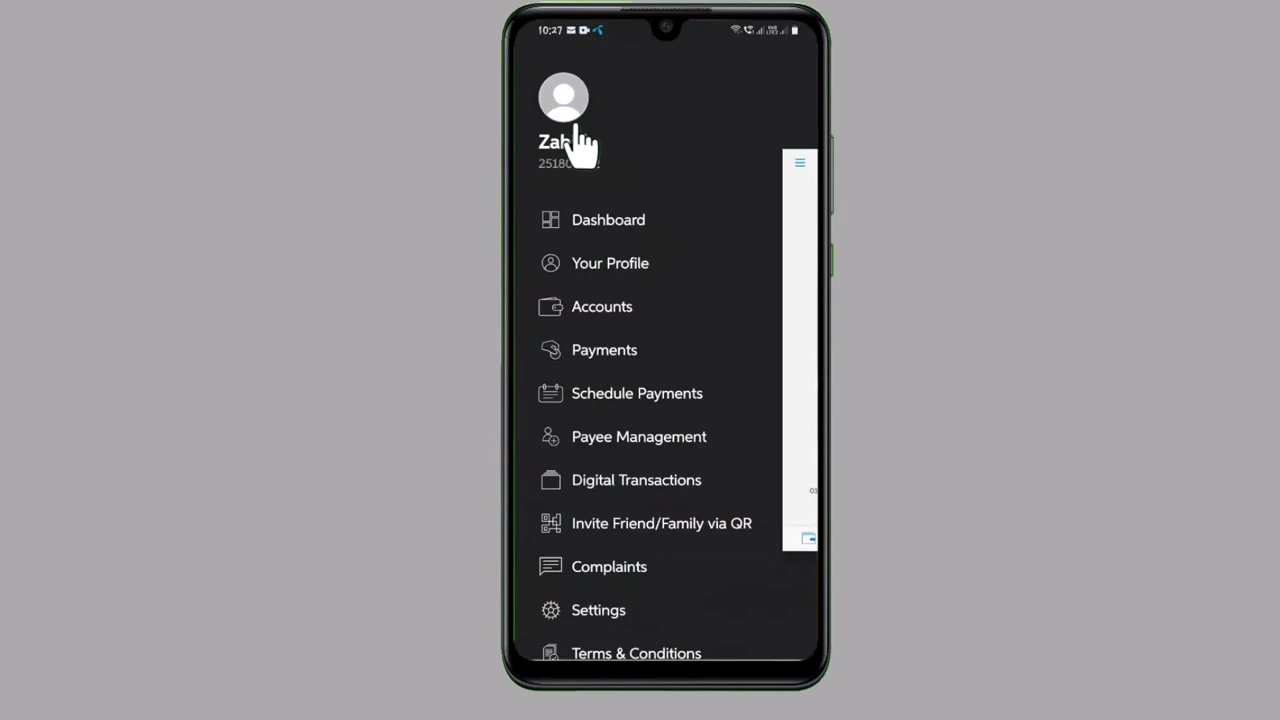 10:27
Dashboard
Your Profile
Accounts
Payments
Schedule Payments
Payee Management
Digital Transactions
Invite Friend/Family via QR
Complaints
Settings
Terms & Conditions